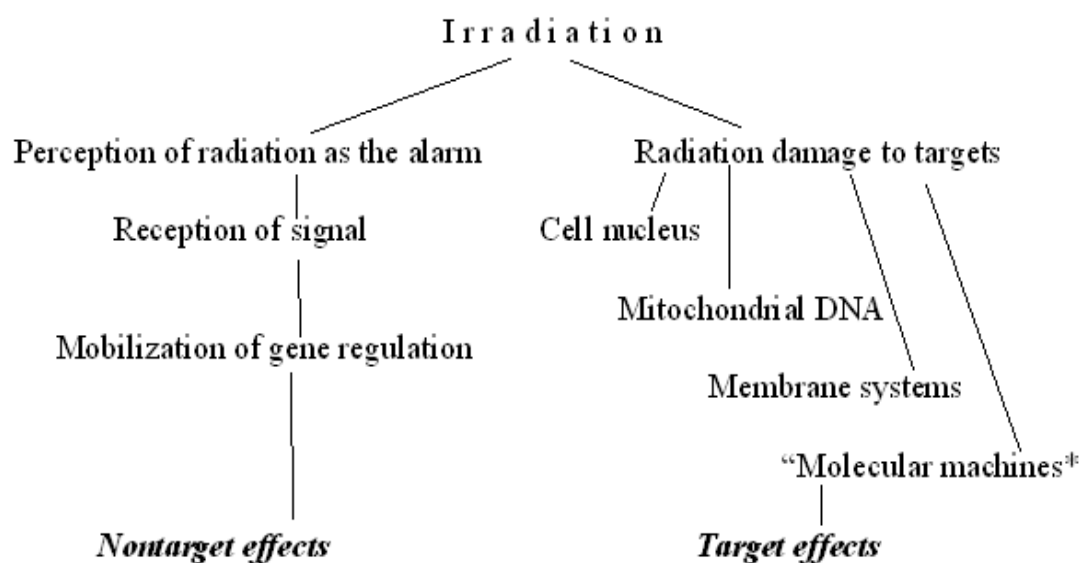 Irradiation
Perception of radiation as the alarm
Radiation damage to targets
Reception of signal
Cell nucleus
Mitochondrial DNA
Mobilization of gene regulation
Membrane systems
“Molecular machines*
Nontarget effects
Target effects